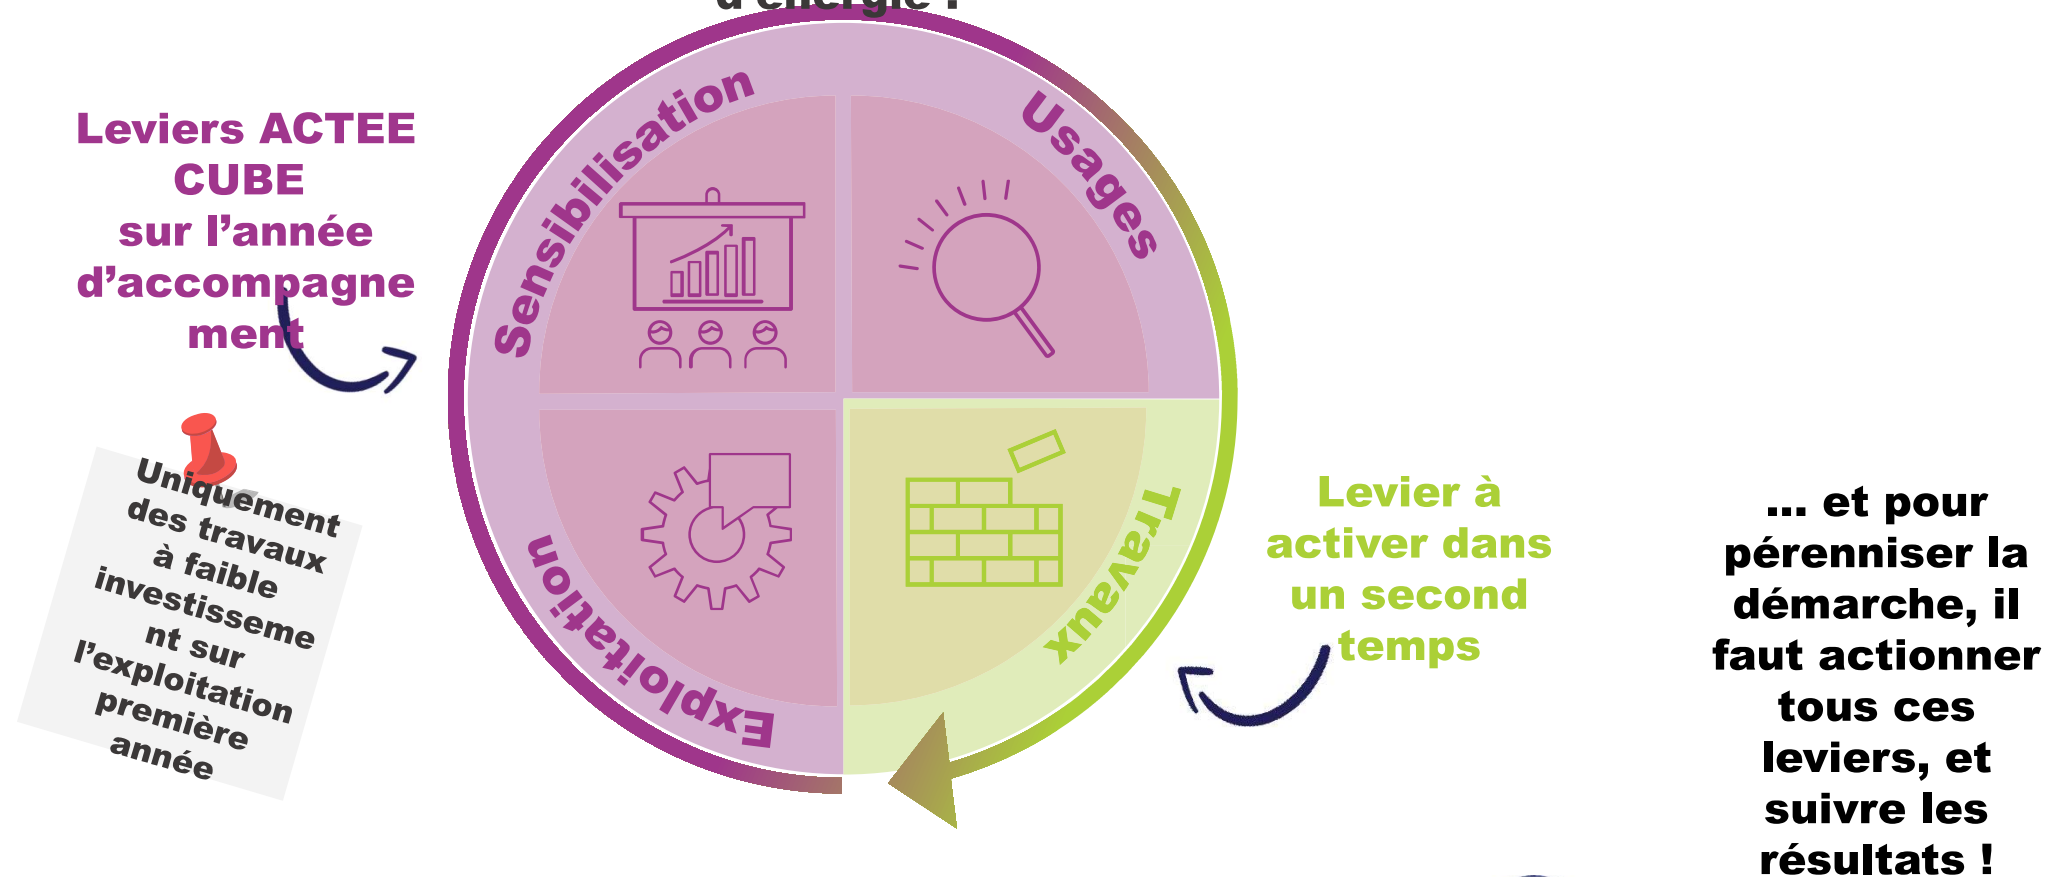 d'énergie :
Leviers ACTEE
CUBE
sur l’année
d’accompagne
ment
Sensibilisation
Usages
Exploitation
Travaux
Uniquement
des travaux
à faible
investisseme
nt sur
l’exploitation
première
année
Levier à
activer dans
un second
temps
... et pour
pérenniser la
démarche, il
faut actionner
tous ces
leviers, et
suivre les
résultats !